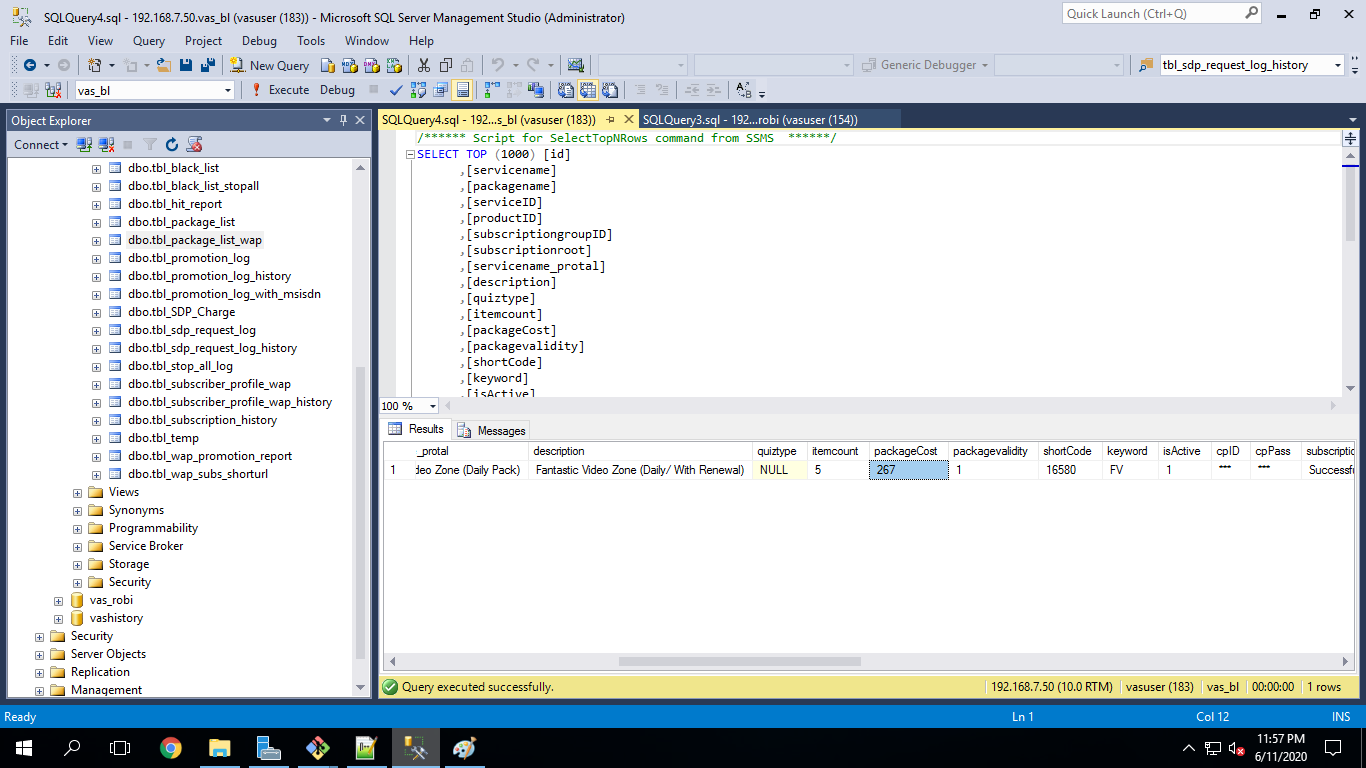 SQLQuery4.sql - 192.168.7.50.vas_bl (vasuser (183)) - Microsoft SQL Server Management Studio (Administrator)
Quick Launch (Ctrl+Q)
File Edit View Query Project Debug Tools Window Help
New Query
Generic Debugger
tbl_sdp_request_log_history
vas_bl
Execute Debug
Object Explorer
Connect
dbo.tbl_black_list
dbo.tbl_black_list_stopall
dbo.tbl_hit_report
dbo.tbl_package_list
dbo.tbl_package_list_wap
dbo.tbl_promotion_log
dbo.tbl_promotion_log_history
dbo.tbl_promotion_log_with_msisdn
dbo.tbl_SDP_Charge
dbo.tbl_sdp_request_log
dbo.tbl_sdp_request_log_history
dbo.tbl_stop_all_log
dbo.tbl_subscriber_profile_wap
dbo.tbl_subscriber_profile_wap_history
dbo.tbl_subscription_history
dbo.tbl_temp
dbo.tbl_wap_promotion_report
dbo.tbl_wap_subs_shorturl
Views
Synonyms
Programmability
Service Broker
Storage
Security
vas_robi
vashistory
Security
Server Objects
Replication
Management
SQLQuery4.sql - 192...s_bl (vasuser (183))
SQLQuery3.sql - 192...robi (vasuser (154))
/****** Script for SelectTopNRows command from SSMS ******/
SELECT TOP (1000) [id]
,[servicename]
,[packagename]
,[serviceID]
,[productID]
,[subscriptiongroupID]
,[subscriptionroot]
,[servicename_protal]
,[description]
,[quiztype]
,[itemcount]
,[packageCost]
,[packagevalidity]
,[shortCode]
,[keyword]
,[isActive]
100 %
Results Messages
_protal description quiztype itemcount packageCost packagevalidity shortCode keyword isActive cpID cpPass subscriptio
1 deo Zone (Daily Pack) Fantastic Video Zone (Daily/ With Renewal) NULL 5 267 1 16580 FV 1 *** *** Successfu
Query executed successfully.
192.168.7.50 (10.0 RTM) vasuser (183) vas_bl 00:00:00 1 rows
Ready Ln 1 Col 12 INS
11:57 PM
6/11/2020